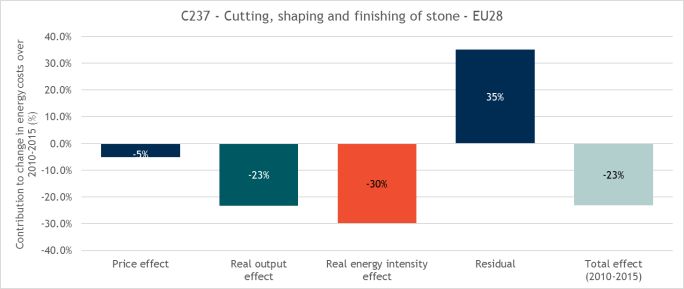 C237 - Cutting, shaping and finishing of stone - EU28
Contribution to change in energy costs over
2010-2015 (%)
40.0%
30.0%
20.0%
10.0%
0.0%
-10.0%
-20.0%
-30.0%
-40.0%
-5%
-23%
-30%
35%
-23%
Price effect
Real output
effect
Real energy intensity
effect
Residual
Total effect
(2010-2015)